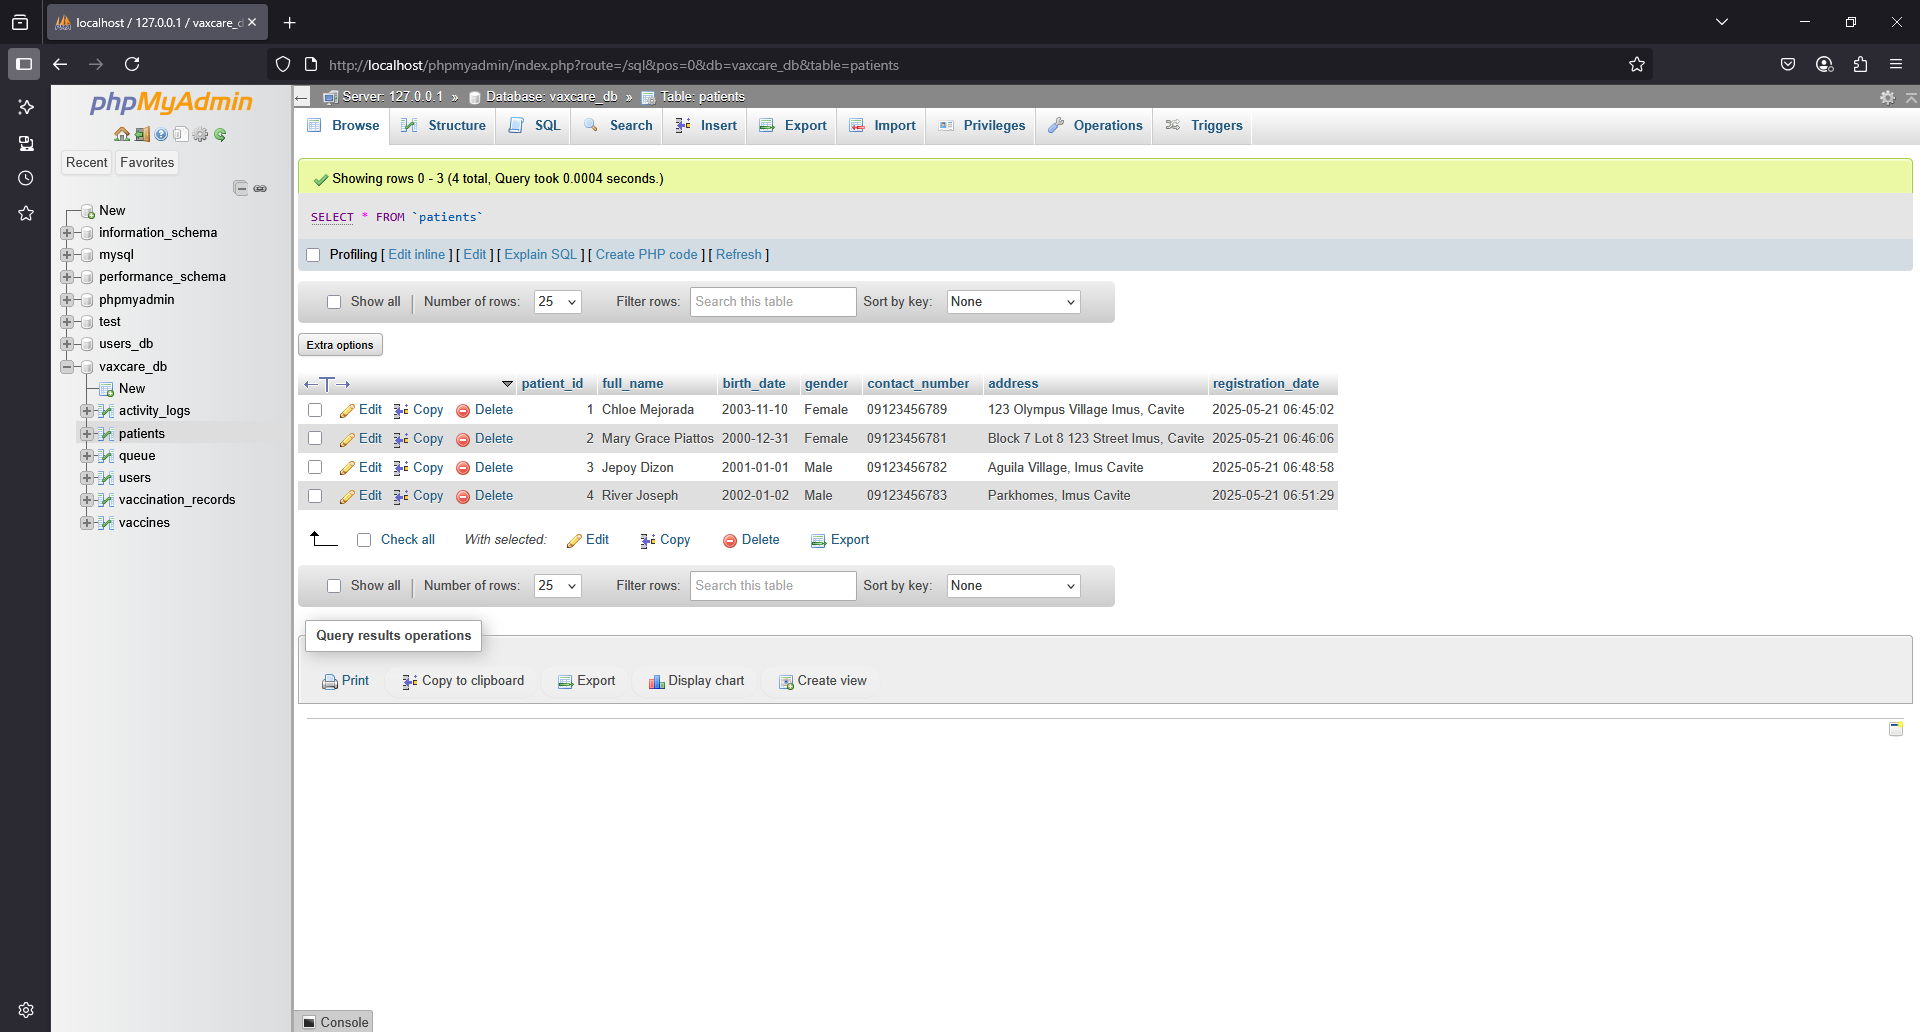 localhost / 127.0.0.1 / vaxcare_d
http://localhost/phpmyadmin/index.php?route=/sql&pos=0&db=vaxcare_db&table=patients
phpMyAdmin
Recent Favorites
New
information_schema
mysql
performance_schema
phpmyadmin
test
users_db
vaxcare_db
New
activity_logs
patients
queue
users
vaccination_records
vaccines
Server: 127.0.0.1 » Database: vaxcare_db » Table: patients
Browse Structure SQL Search Insert Export Import Privileges Operations Triggers
Showing rows 0 - 3 (4 total, Query took 0.0004 seconds.)
SELECT * FROM `patients`
Profiling [ Edit inline ] [ Edit ] [ Explain SQL ] [ Create PHP code ] [ Refresh ]
Show all Number of rows: 25 Filter rows: Search this table Sort by key: None
Extra options
patient_id full_name birth_date gender contact_number address registration_date
Edit Copy Delete 1 Chloe Mejorada 2003-11-10 Female 09123456789 123 Olympus Village Imus, Cavite 2025-05-21 06:45:02
Edit Copy Delete 2 Mary Grace Piattos 2000-12-31 Female 09123456781 Block 7 Lot 8 123 Street Imus, Cavite 2025-05-21 06:46:06
Edit Copy Delete 3 Jepoy Dizon 2001-01-01 Male 09123456782 Aguila Village, Imus Cavite 2025-05-21 06:48:58
Edit Copy Delete 4 River Joseph 2002-01-02 Male 09123456783 Parkhomes, Imus Cavite 2025-05-21 06:51:29
Check all With selected: Edit Copy Delete Export
Show all Number of rows: 25 Filter rows: Search this table Sort by key: None
Query results operations
Print Copy to clipboard Export Display chart Create view
Console